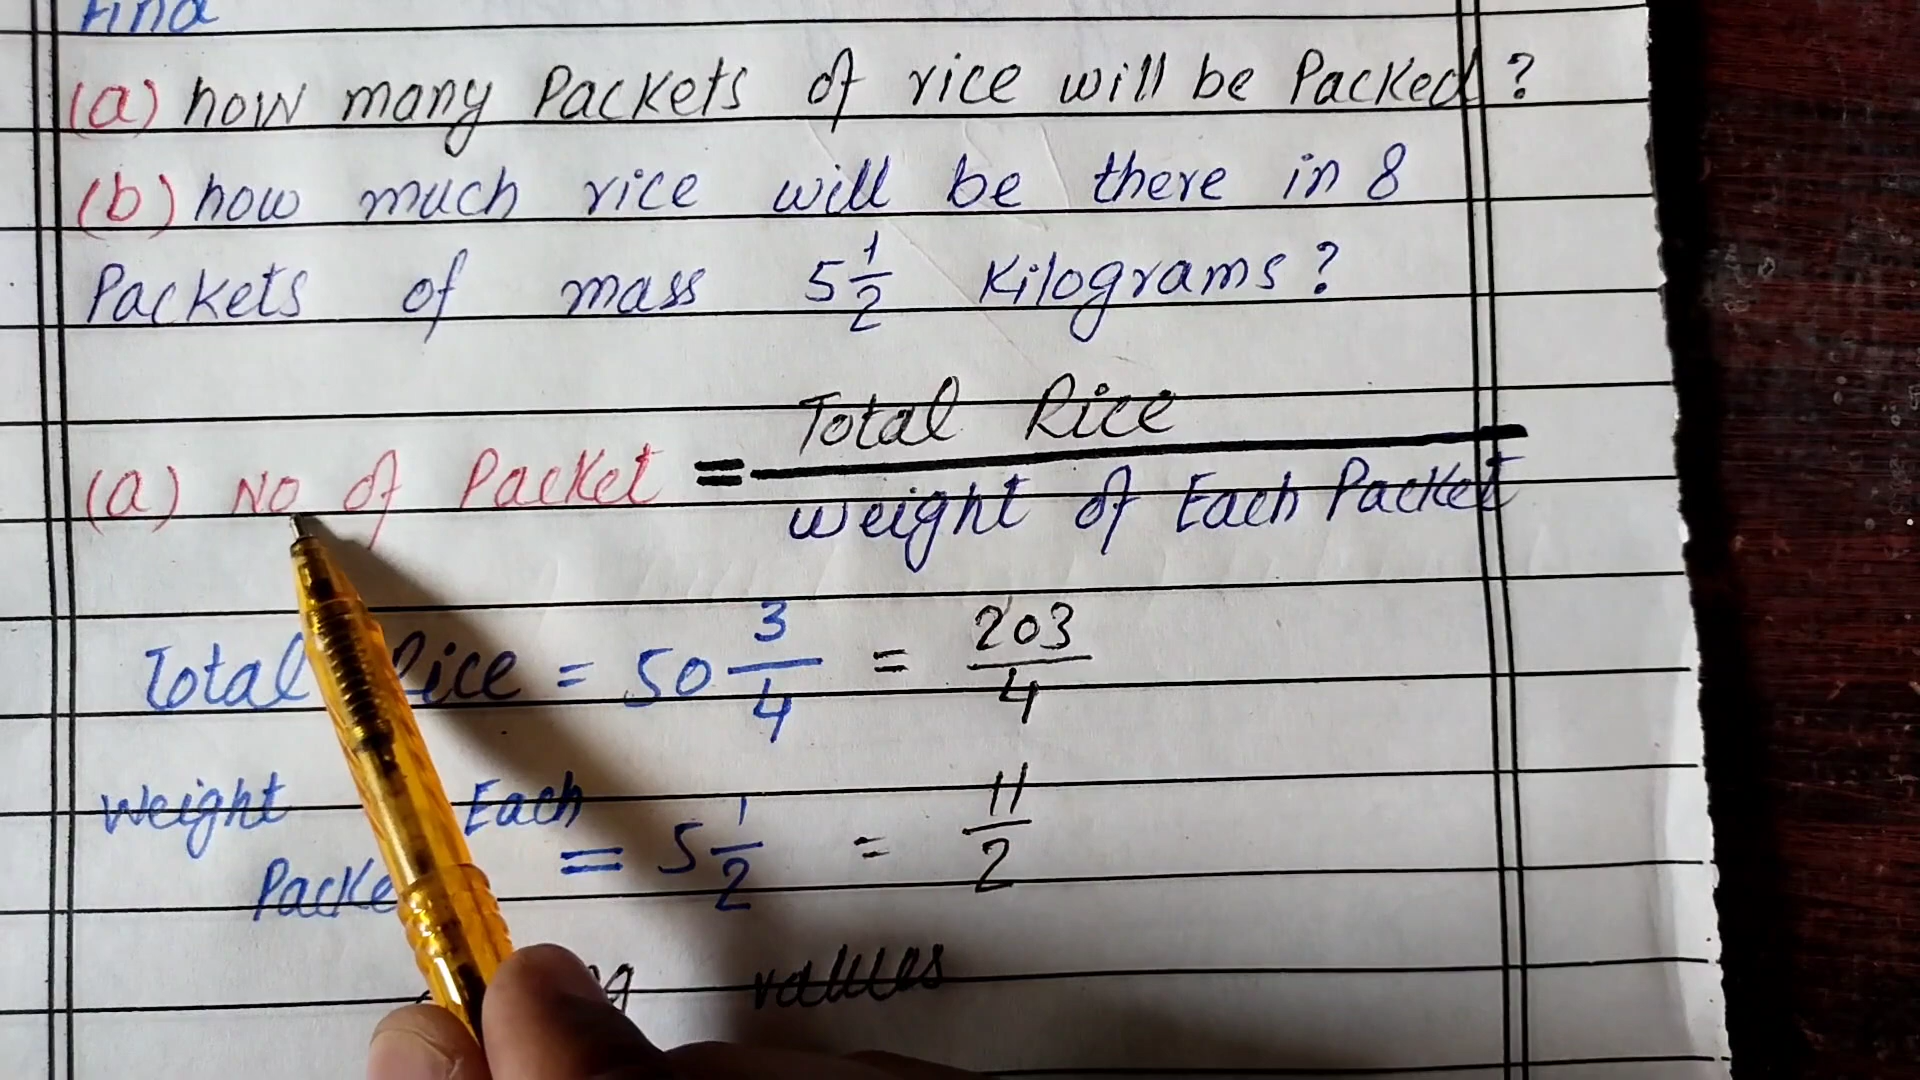 Find
(a) how many Packets of rice will be Packed ?
(b) how much rice will be there in 8
Packets of mass 5 1/2 Kilograms ?
(a) No of Packet = Total Rice / weight of Each Packet
Total Rice = 50 3/4 = 203/4
Weight Each
Packe = 5 1/2 = 11/2
values